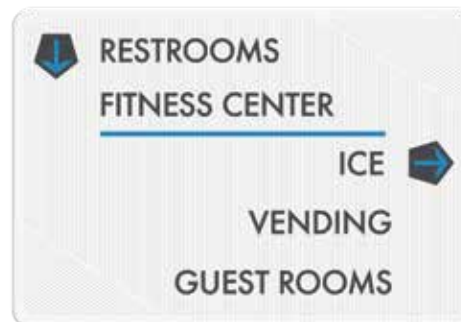 RESTROOMS
FITNESS CENTER
ICE
VENDING
GUEST ROOMS